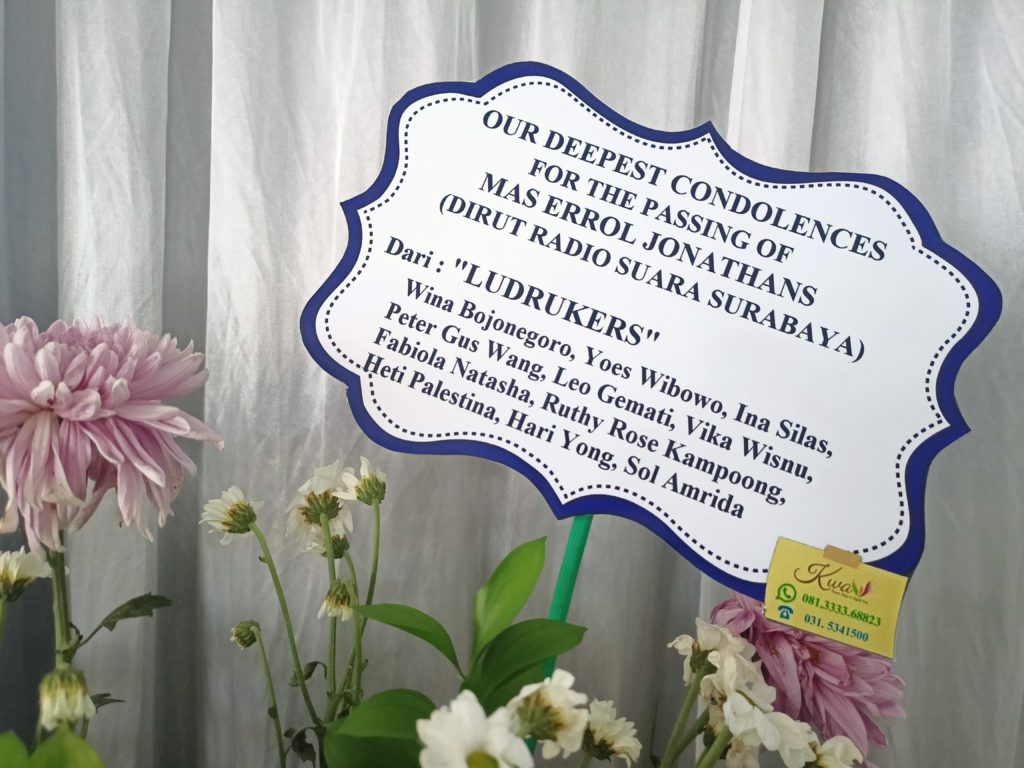 OUR DEEPEST CONDOLENCES
FOR THE PASSING OF
MAS ERROL JONATHANS
(DIRUT RADIO SUARA SURABAYA)
Dari : "LUDRUKERS"
Wina Bojonegoro, Yoes Wibowo, Ina Silas,
Peter Gus Wang, Leo Gemati, Vika Wisnu,
Fabiola Natasha, Ruthy Rose Kampoong,
Heti Palestina, Hari Yong, Sol Amrida
Kwa
081.3333.68823
031. 5341500